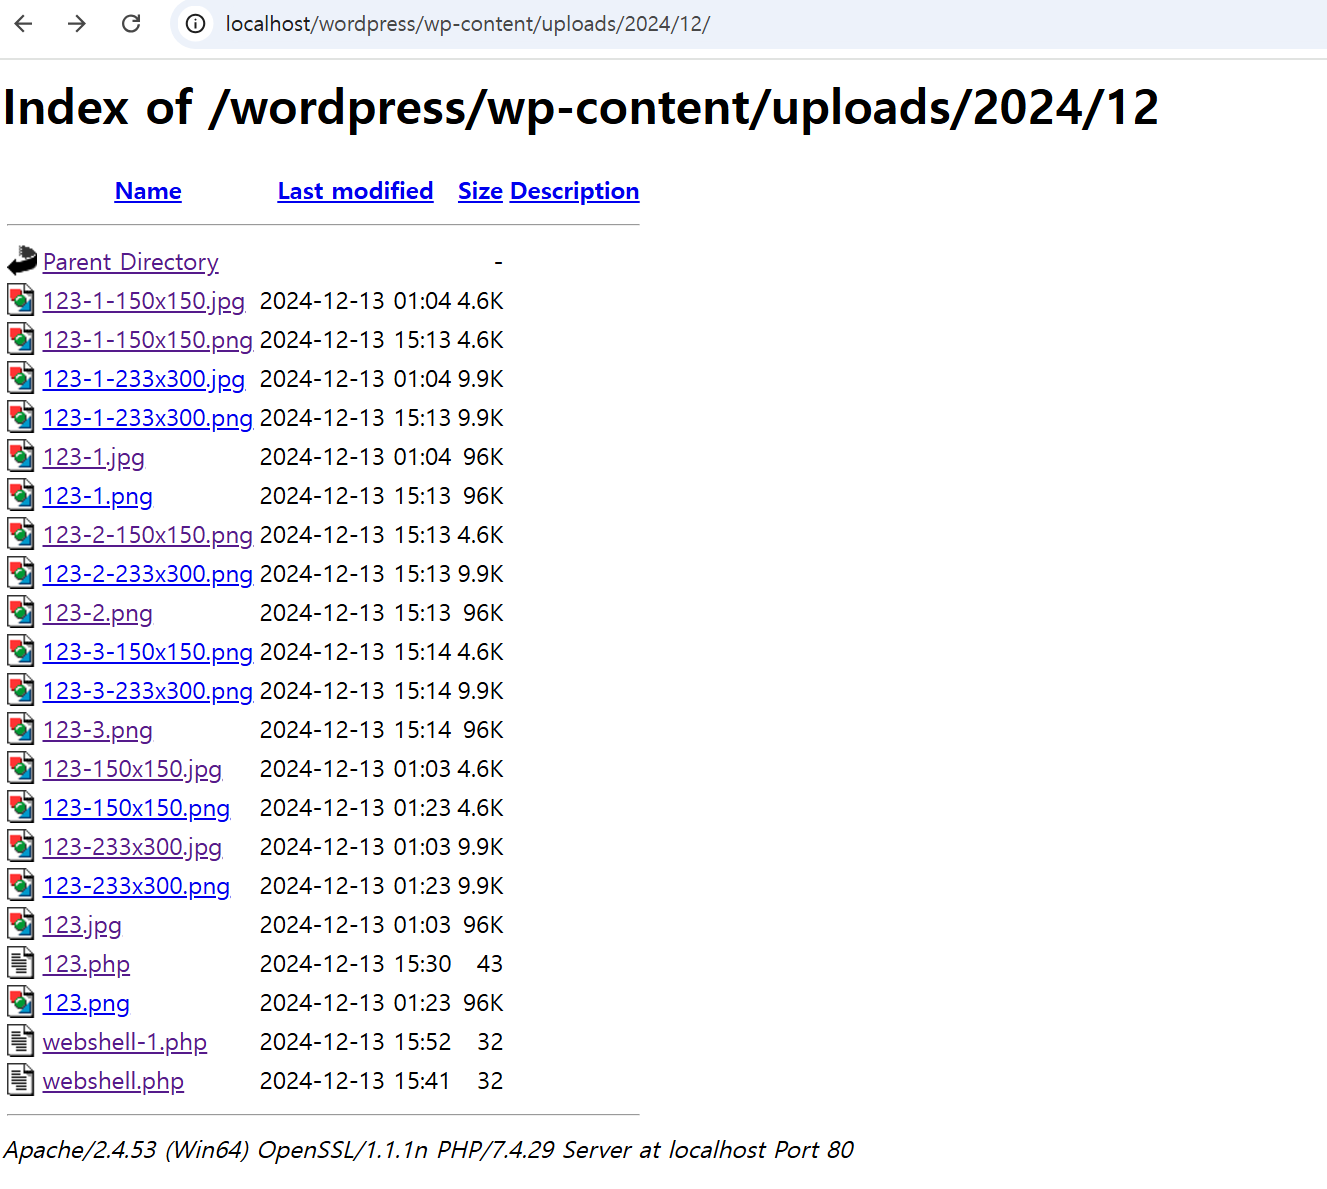 localhost/wordpress/wp-content/uploads/2024/12/
Index of /wordpress/wp-content/uploads/2024/12
Name Last modified Size Description
Parent Directory -
123-1-150x150.jpg 2024-12-13 01:04 4.6K
123-1-150x150.png 2024-12-13 15:13 4.6K
123-1-233x300.jpg 2024-12-13 01:04 9.9K
123-1-233x300.png 2024-12-13 15:13 9.9K
123-1.jpg 2024-12-13 01:04 96K
123-1.png 2024-12-13 15:13 96K
123-2-150x150.png 2024-12-13 15:13 4.6K
123-2-233x300.png 2024-12-13 15:13 9.9K
123-2.png 2024-12-13 15:13 96K
123-3-150x150.png 2024-12-13 15:14 4.6K
123-3-233x300.png 2024-12-13 15:14 9.9K
123-3.png 2024-12-13 15:14 96K
123-150x150.jpg 2024-12-13 01:03 4.6K
123-150x150.png 2024-12-13 01:23 4.6K
123-233x300.jpg 2024-12-13 01:03 9.9K
123-233x300.png 2024-12-13 01:23 9.9K
123.jpg 2024-12-13 01:03 96K
123.php 2024-12-13 15:30 43
123.png 2024-12-13 01:23 96K
webshell-1.php 2024-12-13 15:52 32
webshell.php 2024-12-13 15:41 32
Apache/2.4.53 (Win64) OpenSSL/1.1.1n PHP/7.4.29 Server at localhost Port 80